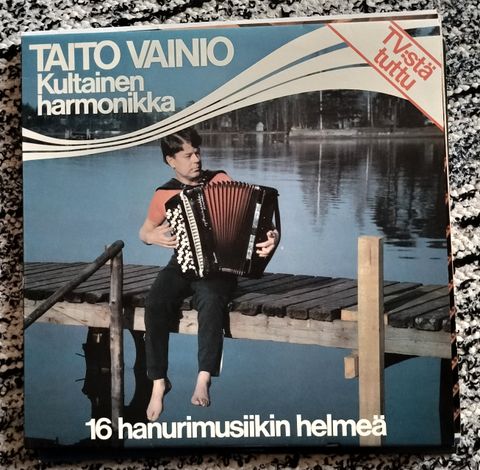 TAITO VAINIO
Kultainen
harmonikka
TV:stä
tuttu
16 hanurimusiikin helmeä